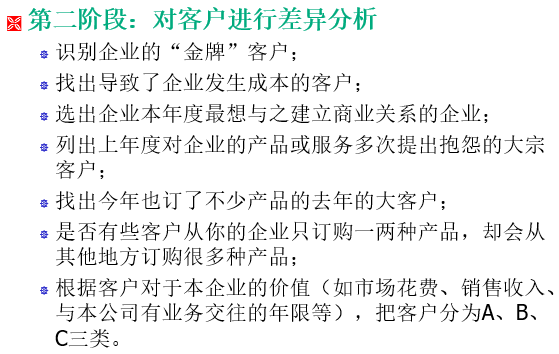 第二阶段：对客户进行差异分析
识别企业的“金牌”客户；
找出导致了企业发生成本的客户；
选出企业本年度最想与之建立商业关系的企业；
列出上年度对企业的产品或服务多次提出抱怨的大宗
客户；
找出今年也订了不少产品的去年的大客户；
是否有些客户从你的企业只订购一两种产品，却会从
其他地方订购很多种产品；
根据客户对于本企业的价值（如市场花费、销售收入、
与本公司有业务交往的年限等），把客户分为A、B、
C三类。